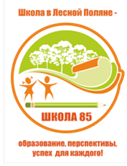 Школа в Лесной Поляне -
ШКОЛА 85
образование, перспективы,
успех для каждого!